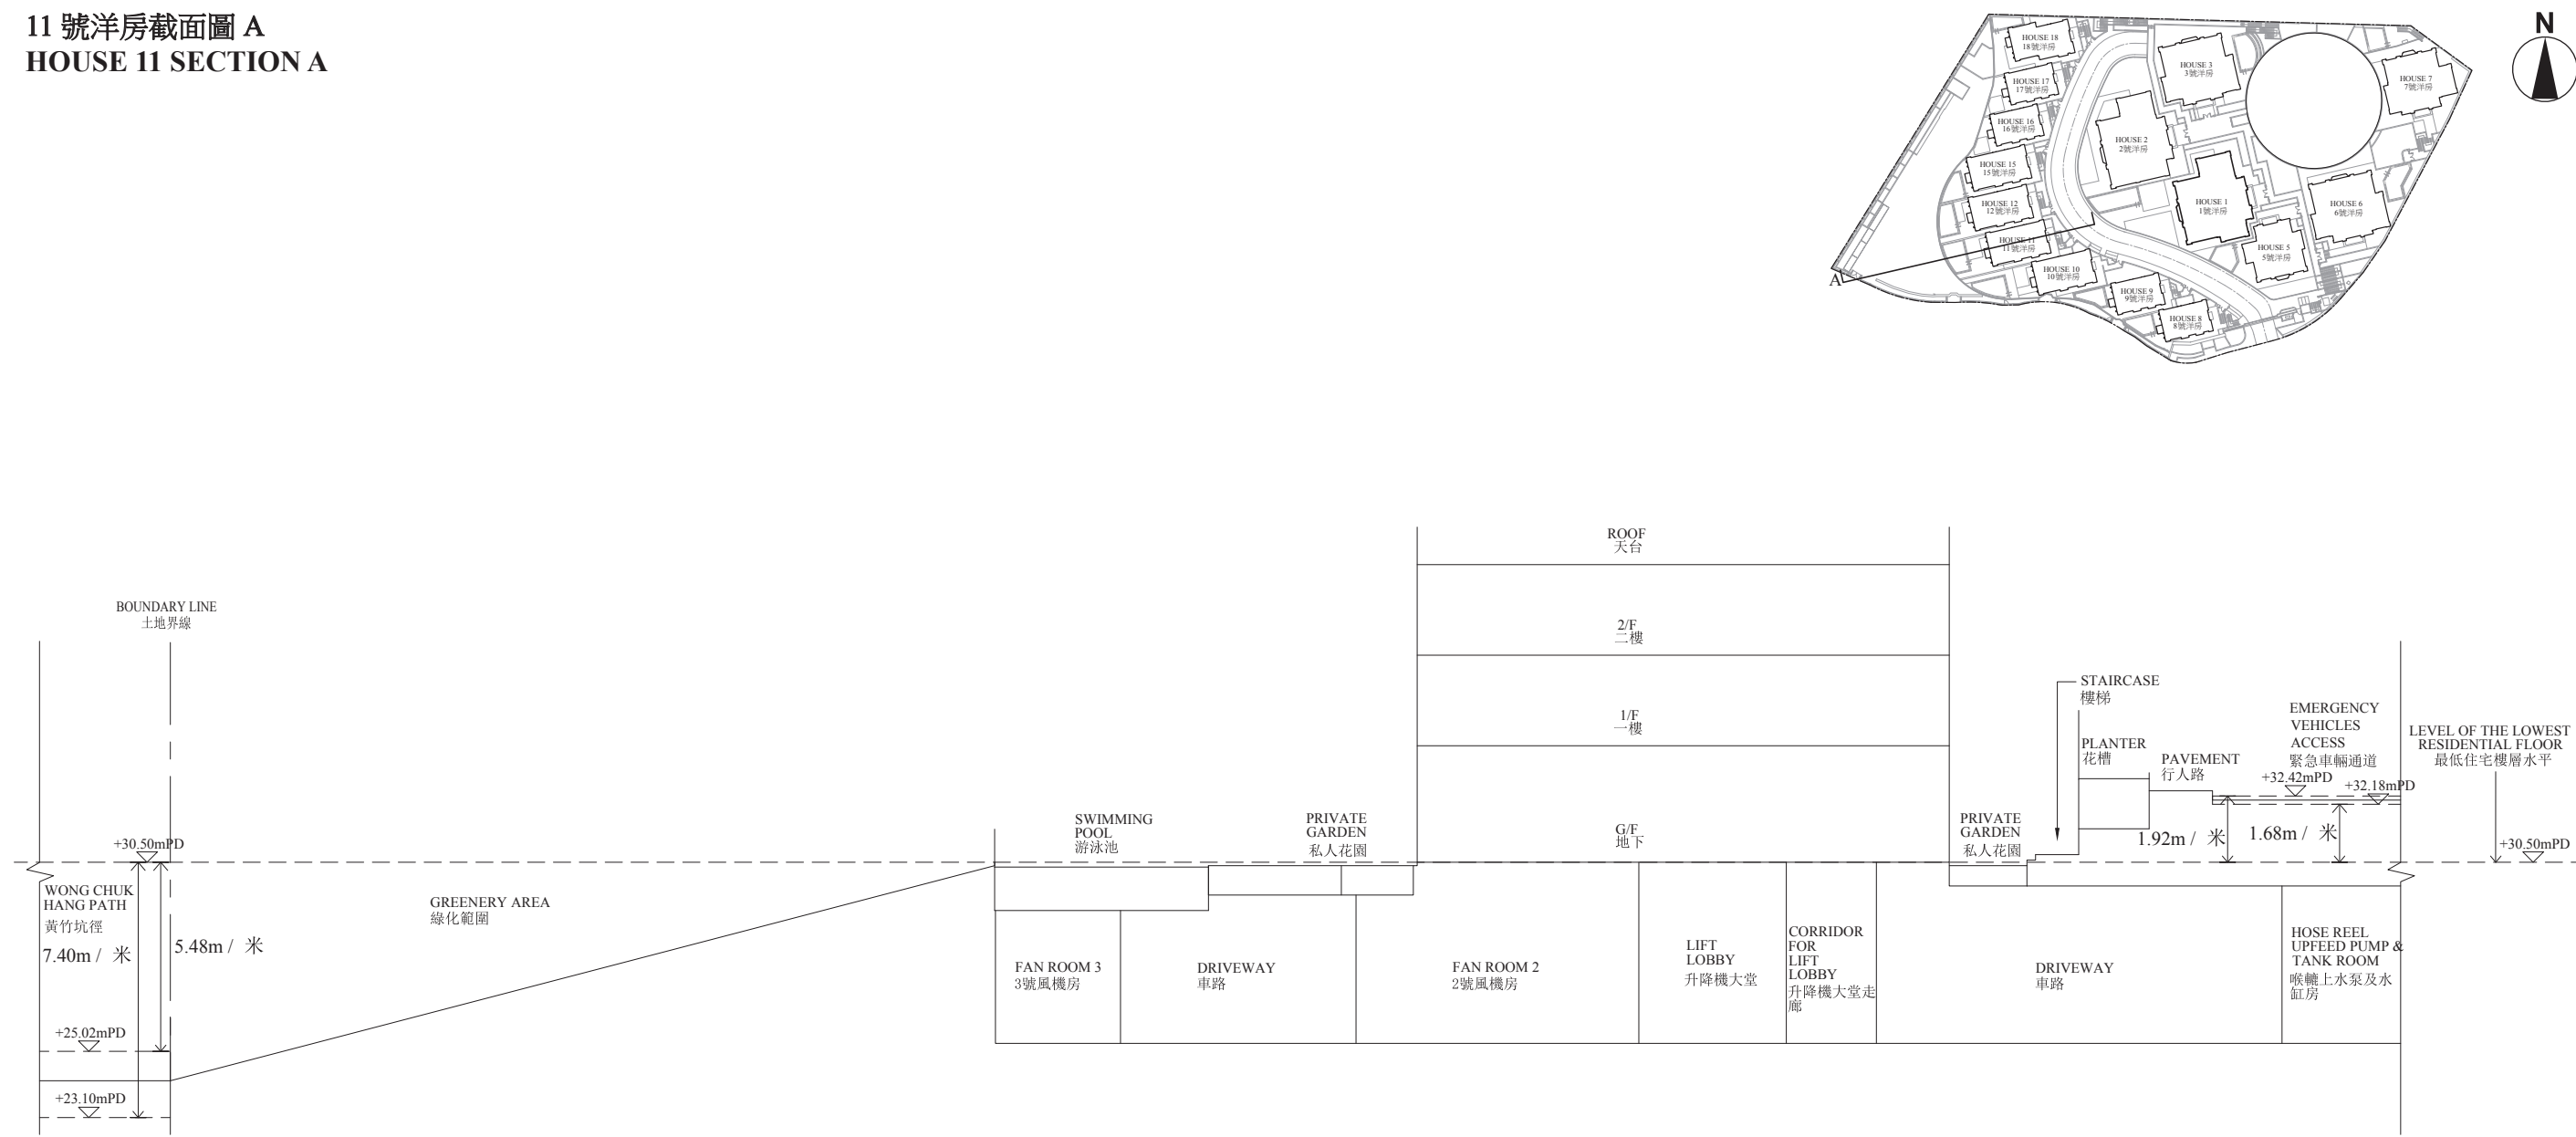 11 號洋房截面圖 A
HOUSE 11 SECTION A
N
HOUSE 18
18號洋房
HOUSE 17
17號洋房
HOUSE 16
16號洋房
HOUSE 15
15號洋房
HOUSE 12
12號洋房
HOUSE 11
11號洋房
HOUSE 10
10號洋房
HOUSE 9
9號洋房
HOUSE 8
8號洋房
HOUSE 3
3號洋房
HOUSE 2
2號洋房
HOUSE 1
1號洋房
HOUSE 7
7號洋房
HOUSE 6
6號洋房
HOUSE 5
5號洋房
A
BOUNDARY LINE
土地界線
+30.50mPD
WONG CHUK
HANG PATH
黃竹坑徑
7.40m / 米
5.48m / 米
+25.02mPD
+23.10mPD
GREENERY AREA
綠化範圍
SWIMMING
POOL
游泳池
PRIVATE
GARDEN
私人花園
ROOF
天台
2/F
二樓
1/F
一樓
G/F
地下
FAN ROOM 3
3號風機房
DRIVEWAY
車路
FAN ROOM 2
2號風機房
LIFT
LOBBY
升降機大堂
CORRIDOR
FOR
LIFT
LOBBY
升降機大堂走
廊
PRIVATE
GARDEN
私人花園
STAIRCASE
樓梯
PLANTER
花槽
PAVEMENT
行人路
EMERGENCY
VEHICLES
ACCESS
緊急車輛通道
+32.42mPD
+32.18mPD
1.92m / 米
1.68m / 米
LEVEL OF THE LOWEST
RESIDENTIAL FLOOR
最低住宅樓層水平
+30.50mPD
DRIVEWAY
車路
HOSE REEL
UPFEED PUMP &
TANK ROOM
喉轆上水泵及水
缸房